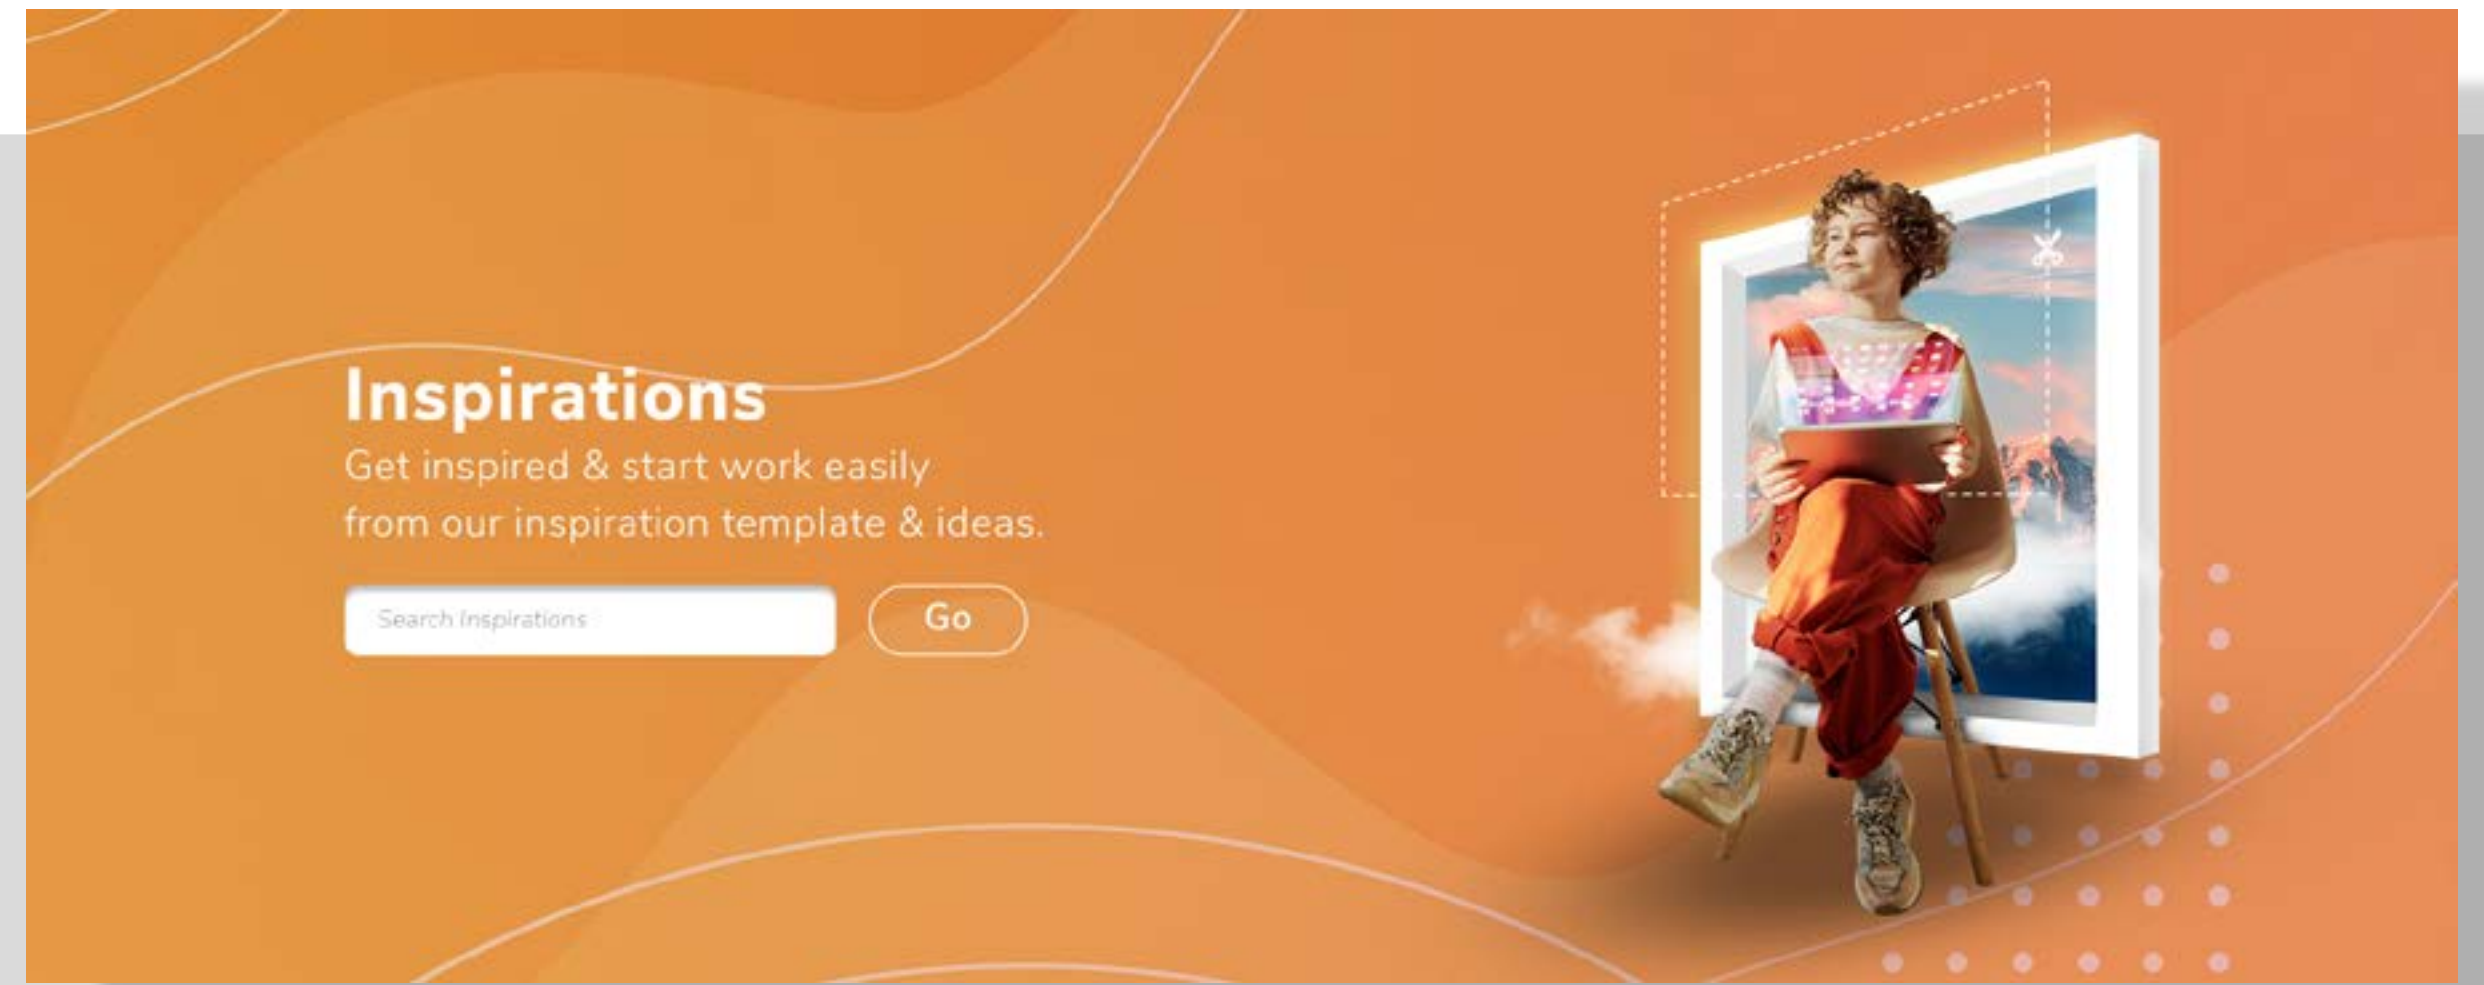 Inspirations
Get inspired & start work easily
from our inspiration template & ideas.
Search Inspirations
Go